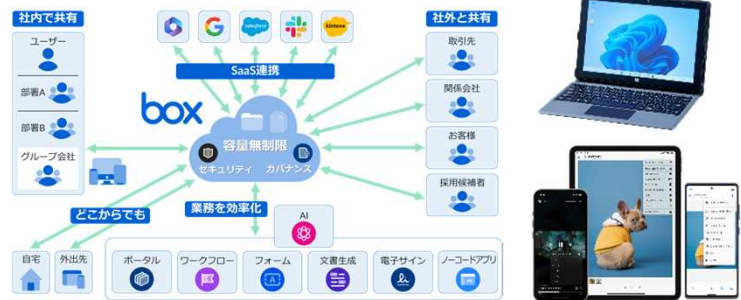 社内で共有
ユーザー
部署A
部署B
グループ会社
salesforce
kintone
SaaS連携
box
容量無制限
セキュリティ
ガバナンス
社外と共有
取引先
関係会社
お客様
採用候補者
どこからでも
業務を効率化
自宅
外出先
AI
ポータル
ワークフロー
フォーム
文書生成
電子サイン
ノーコードアプリ